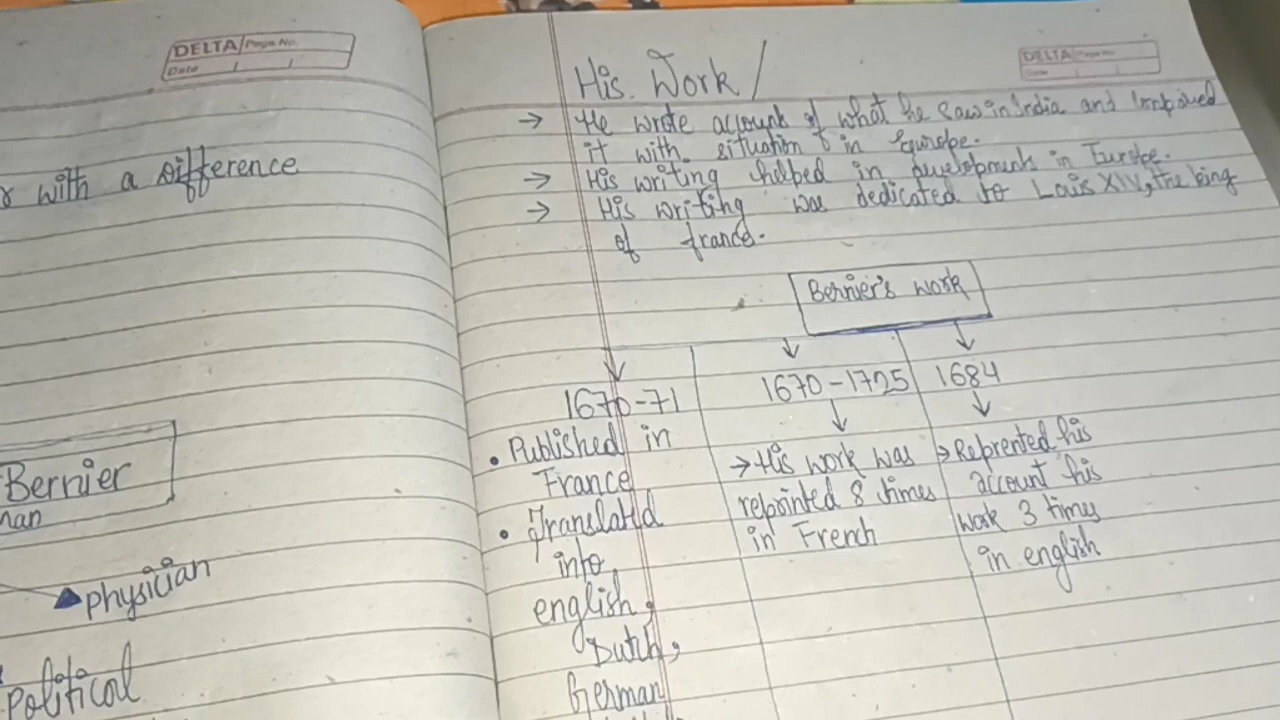 DELTA Page No.
Date
with a difference
Bernier
man
physician
Political
DELTA Page No.
Date
His. Work /
→ He wrote account of what he saw in India and compared
it with situation in Europe.
→ His writing helped in developments in Europe.
→ His writing was dedicated to Louis XIV, the king
of france.
Bernier's work
1670-71
• Published in
France
• Translated
into
english,
Dutch,
German
1670-1725
→ His work was
reprinted 8 times
in French
1684
→ Reprented his
account his
work 3 times
in english